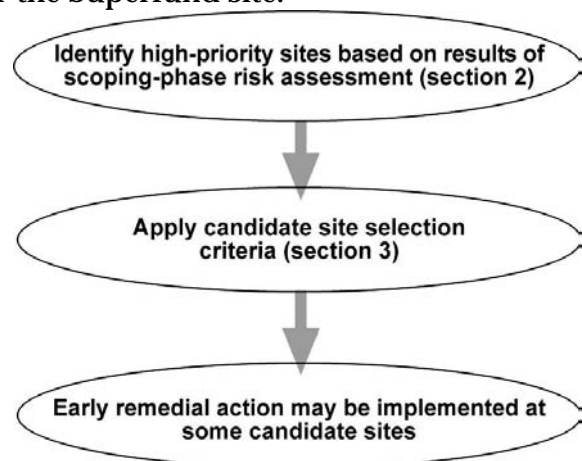 the Superfund site.
Identify high-priority sites based on results of
scoping-phase risk assessment (section 2)
Apply candidate site selection
criteria (section 3)
Early remedial action may be implemented at
some candidate sites